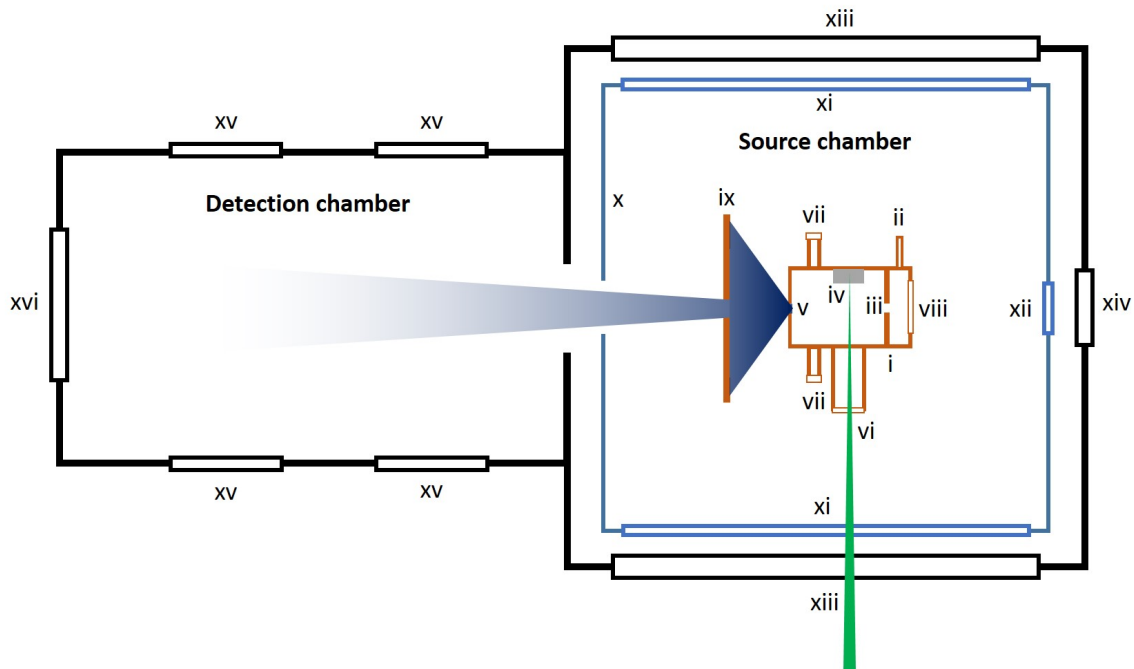 xiii
xi
xv
xv
Source chamber
Detection chamber
x
ix
vii
ii
xvi
iv
v
iii
viii
xii
xiv
i
vii
vi
xv
xv
xi
xiii